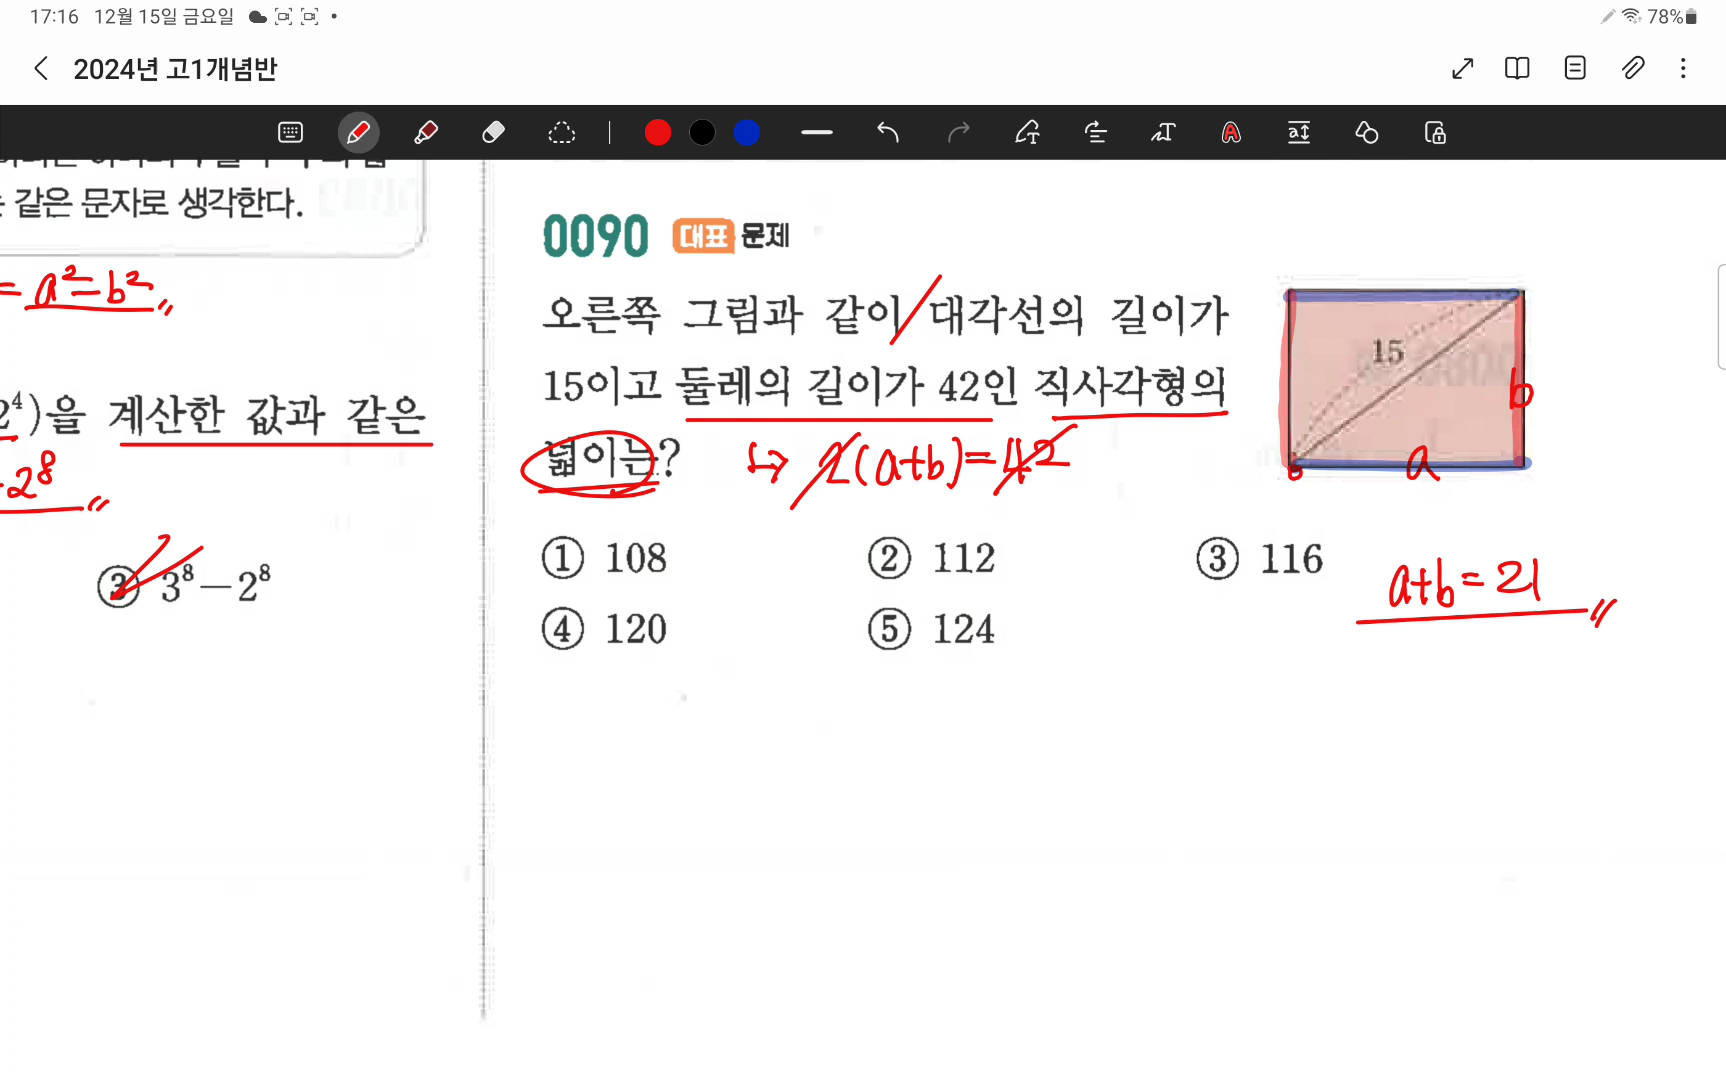 17:16 12월 15일 금요일
78%
2024년 고1개념반
같은 문자로 생각한다.
= a²-b²
2⁴)을 계산한 값과 같은
-2⁸
③ 3⁸-2⁸
0090 대표 문제
오른쪽 그림과 같이 대각선의 길이가
15이고 둘레의 길이가 42인 직사각형의
넓이는?
↳ 2(a+b)=42
15
b
a
① 108 ② 112 ③ 116
④ 120 ⑤ 124
a+b=21